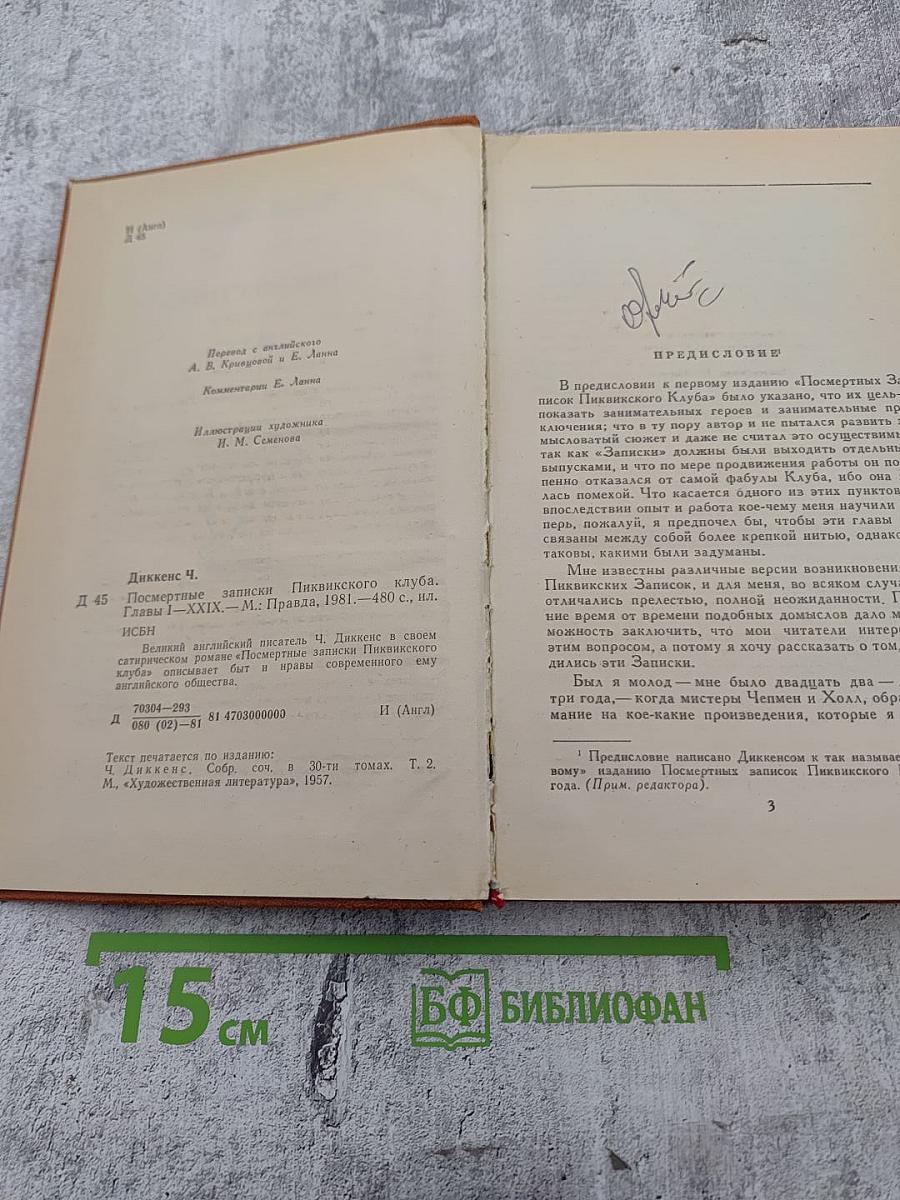 И (Англ)
Д 45
Перевод с английского
А. В. Кривцовой и Е. Ланна
Комментарии Е. Ланна
Иллюстрации художника
И. М. Семенова
Диккенс Ч.
Д 45 Посмертные записки Пиквикского клуба.
Главы I—XXIX.— М.: Правда, 1981.—480 с., ил.
ИСБН
Великий английский писатель Ч. Диккенс в своем
сатирическом романе «Посмертные записки Пиквикского
клуба» описывает быт и нравы современного ему
английского общества.
70304—293
Д 080 (02)—81 81 4703000000 И (Англ)
Текст печатается по изданию:
Ч. Диккенс. Собр. соч. в 30-ти томах. Т. 2.
М., «Художественная литература», 1957.
ПРЕДИСЛОВИЕ¹
В предисловии к первому изданию «Посмертных За
писок Пиквикского Клуба» было указано, что их цель—
показать занимательных героев и занимательные пр
ключения; что в ту пору автор и не пытался развить
мысловатый сюжет и даже не считал это осуществимы
так как «Записки» должны были выходить отдельны
выпусками, и что по мере продвижения работы он по
пенно отказался от самой фабулы Клуба, ибо она
лась помехой. Что касается одного из этих пунктов
впоследствии опыт и работа кое-чему меня научили
перь, пожалуй, я предпочел бы, чтобы эти главы
связаны между собой более крепкой нитью, однако
таковы, какими были задуманы.
Мне известны различные версии возникновени
Пиквикских Записок, и для меня, во всяком случа
отличались прелестью, полной неожиданности. П
ние время от времени подобных домыслов дало м
можность заключить, что мои читатели интер
этим вопросом, а потому я хочу рассказать о том,
дились эти Записки.
Был я молод — мне было двадцать два —
три года,— когда мистеры Чепмен и Холл, обра
мание на кое-какие произведения, которые я
¹ Предисловие написано Диккенсом к так называе
вому» изданию Посмертных записок Пиквикского
года. (Прим. редактора).
3
15 см
БФ БИБЛИОФАН